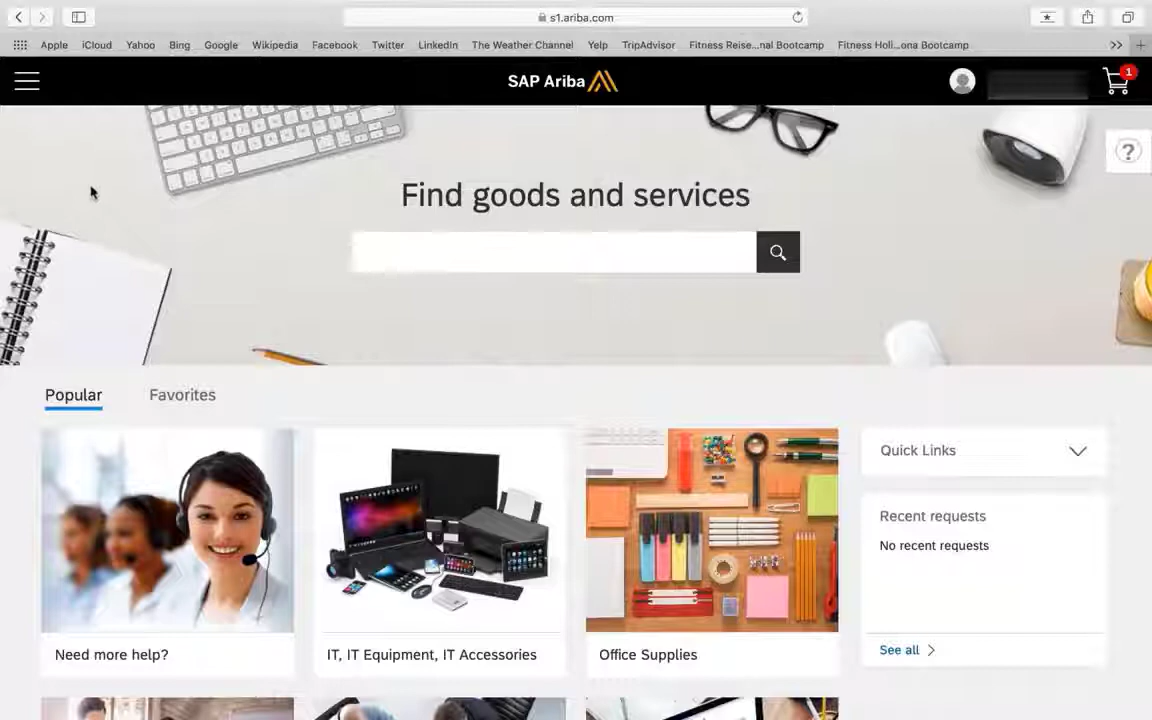 s1.ariba.com
Apple iCloud Yahoo Bing Google Wikipedia Facebook Twitter LinkedIn The Weather Channel Yelp TripAdvisor Fitness Reise...nal Bootcamp Fitness Holi...ona Bootcamp
SAP Ariba
1
?
Find goods and services
Popular Favorites
Quick Links
Recent requests
No recent requests
See all
Need more help?
IT, IT Equipment, IT Accessories
Office Supplies